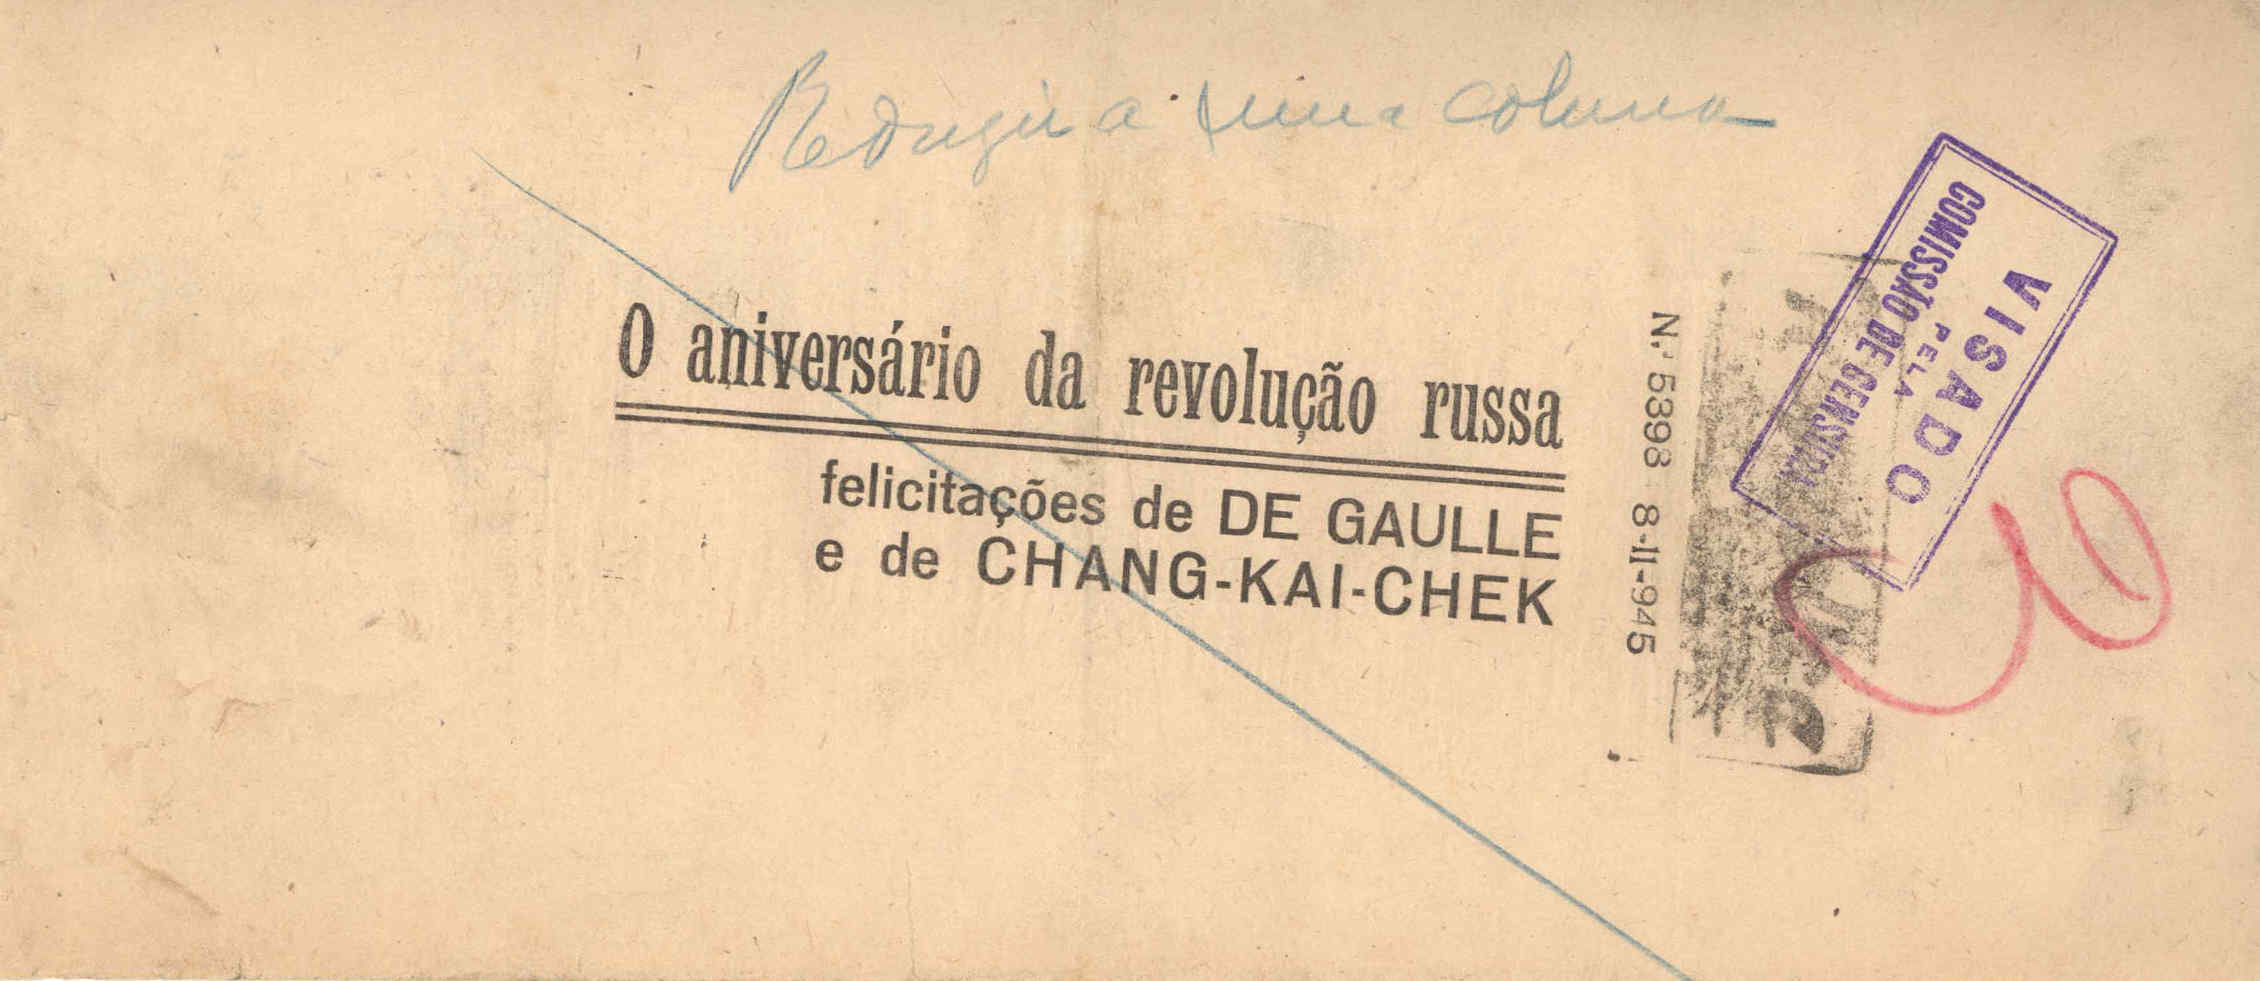 Reduzir a uma coluna
O aniversário da revolução russa
felicitações de DE GAULLE
e de CHANG-KAI-CHEK
N.º 5398 8-11-945
VISADO
PELA
COMISSÃO DE CENSURA